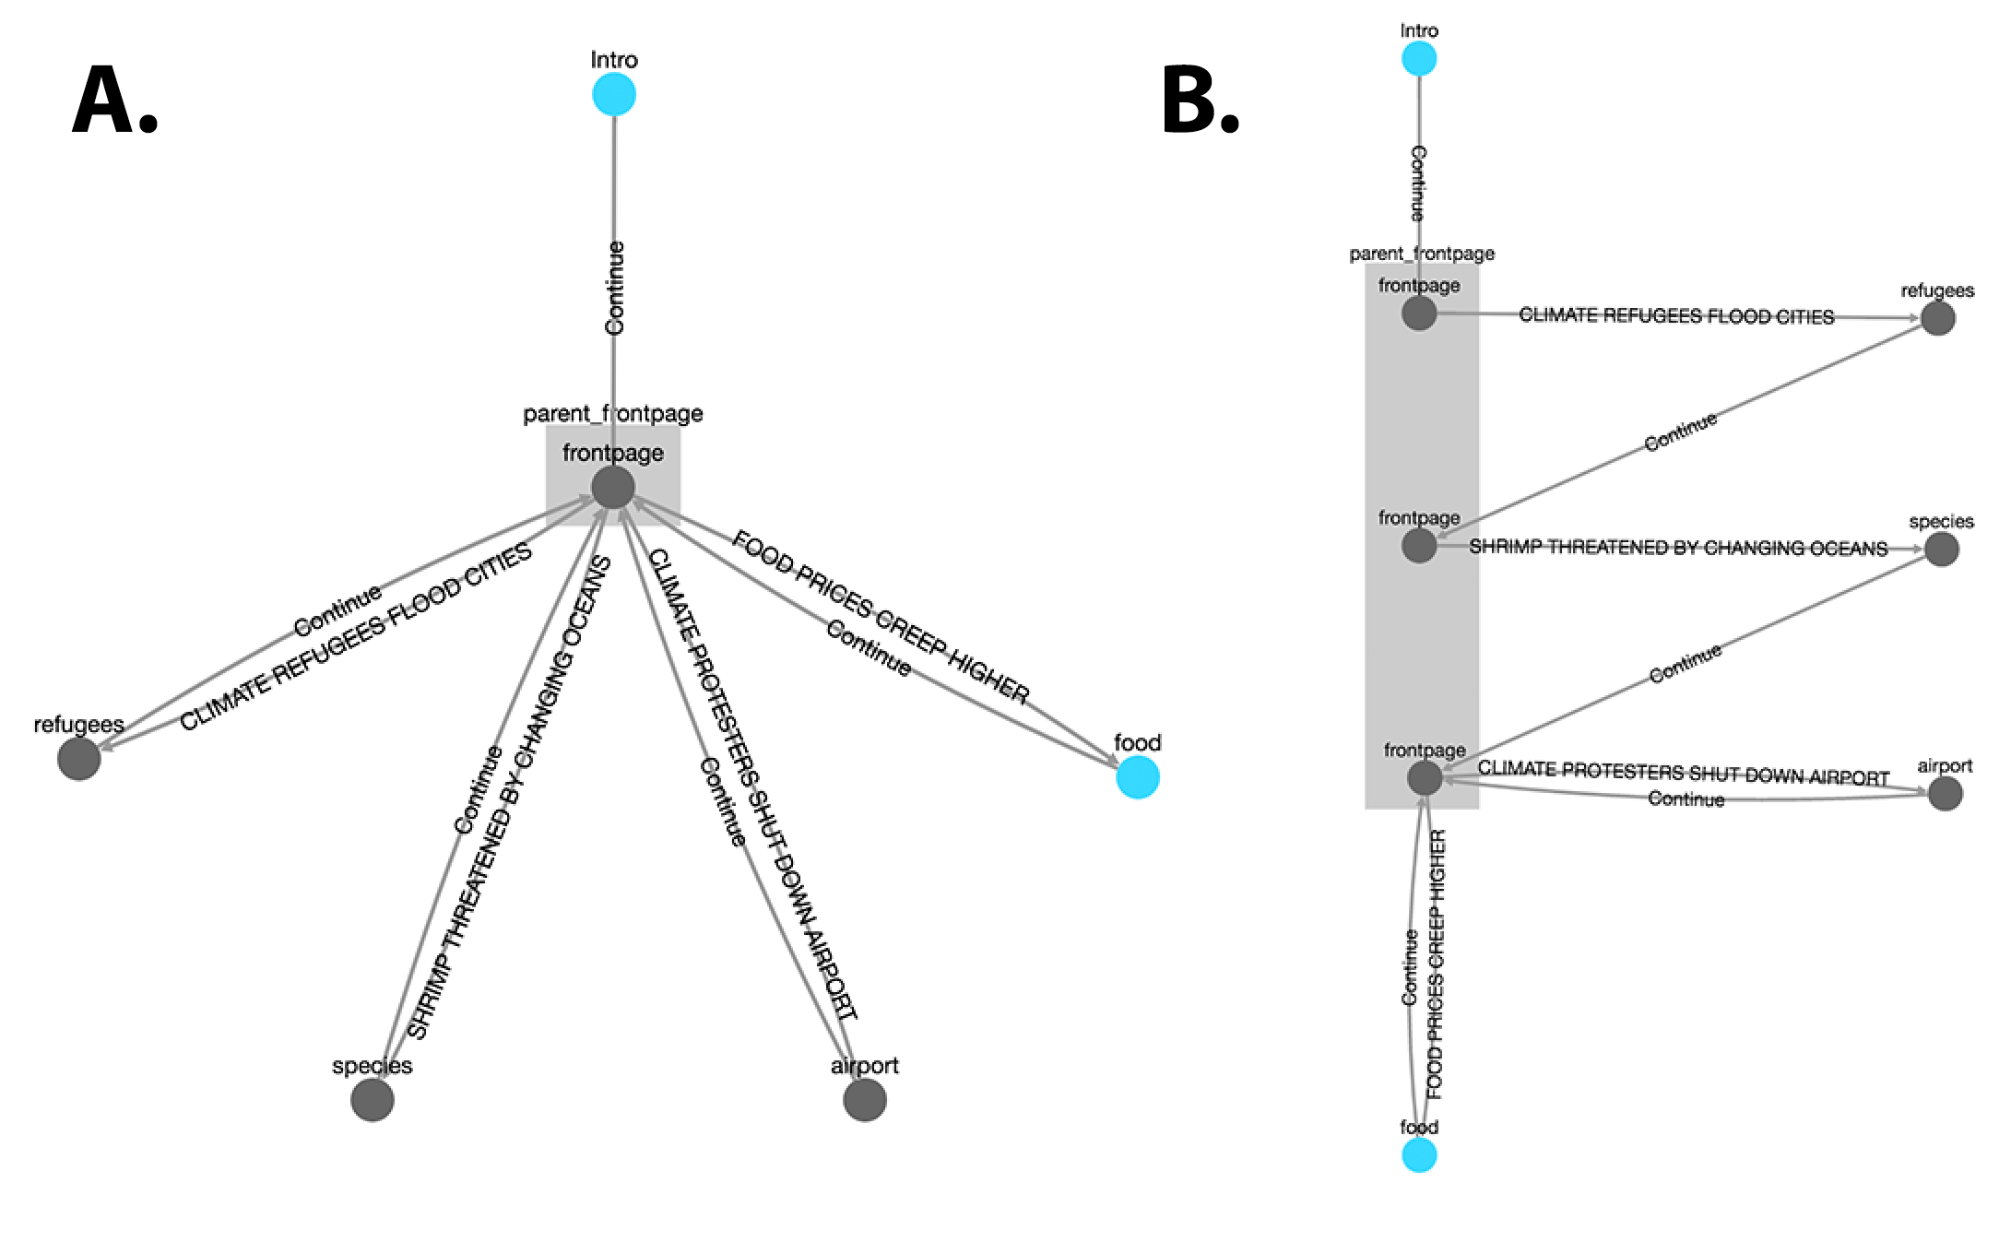 A.
Intro
Continue
parent_frontpage
frontpage
Continue
CLIMATE REFUGEES FLOOD CITIES
Continue
SHRIMP THREATENED BY CHANGING OCEANS
CLIMATE PROTESTERS SHUT DOWN AIRPORT
Continue
FOOD PRICES CREEP HIGHER
Continue
refugees
food
species
airport
B.
Intro
Continue
parent_frontpage
frontpage
CLIMATE REFUGEES FLOOD CITIES
refugees
Continue
frontpage
SHRIMP THREATENED BY CHANGING OCEANS
species
Continue
frontpage
CLIMATE PROTESTERS SHUT DOWN AIRPORT
airport
Continue
Continue
FOOD PRICES CREEP HIGHER
food